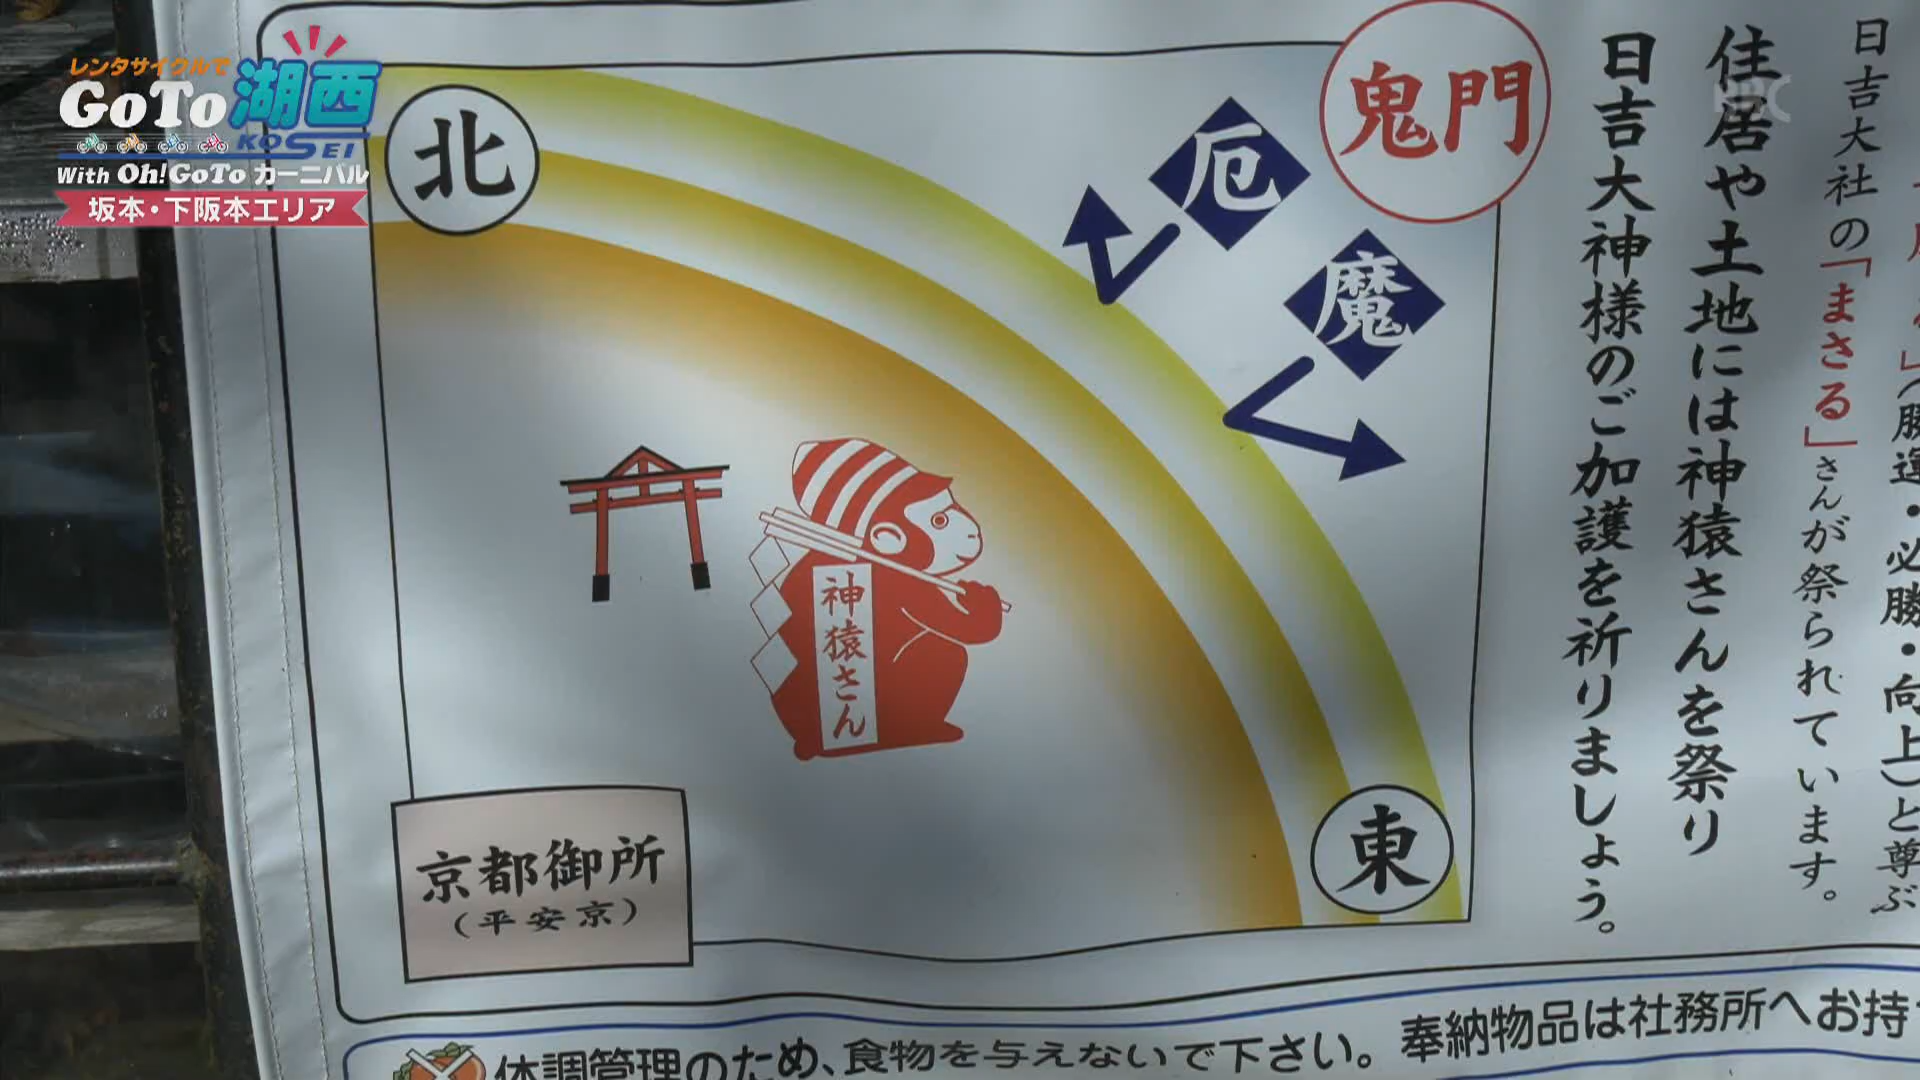 レンタサイクルで
GoTo湖西
KOSEI
With Oh!GoToカーニバル
坂本・下阪本エリア
北
厄
魔
鬼門
神猿さん
東
京都御所
（平安京）
(勝運・必勝・向上)と尊ぶ
日吉大社の「まさる」さんが祭られています。
住居や土地には神猿さんを祭り
日吉大神様のご加護を祈りましょう。
体調管理のため、食物を与えないで下さい。
奉納物品は社務所へお持